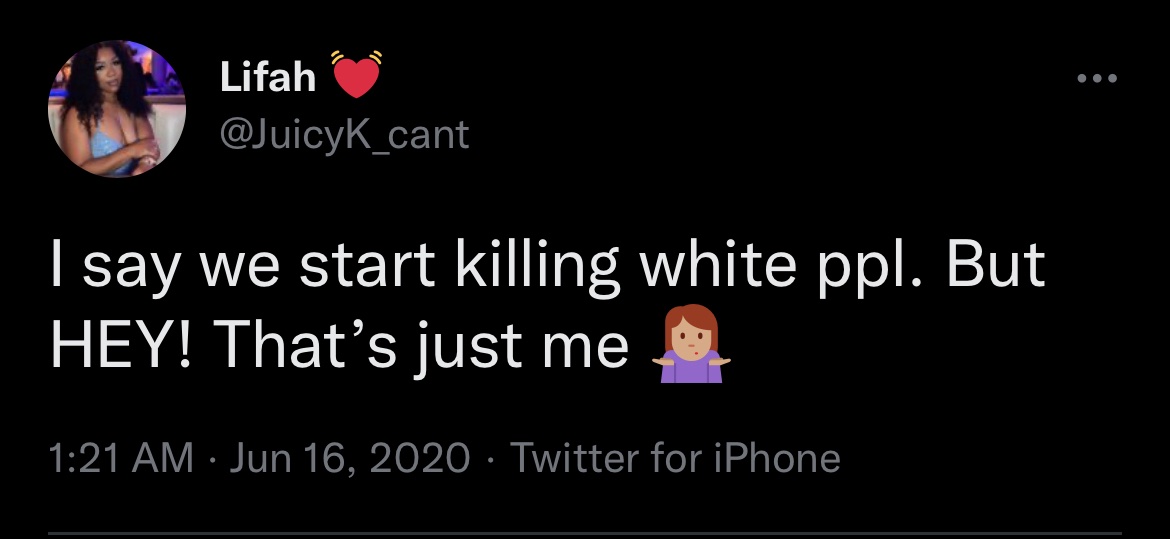 Lifah 💓
@JuicyK_cant
I say we start killing white ppl. But
HEY! That’s just me 🤷🏽‍♀️
1:21 AM · Jun 16, 2020 · Twitter for iPhone